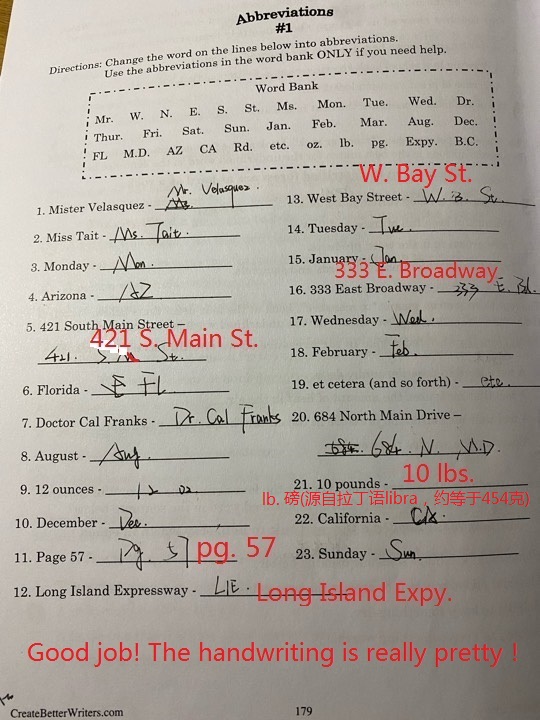 Abbreviations
#1
Directions: Change the word on the lines below into abbreviations.
Use the abbreviations in the word bank ONLY if you need help.
Word Bank
Mr. W. N. E. S. St. Ms. Mon. Tue. Wed. Dr.
Thur. Fri. Sat. Sun. Jan. Feb. Mar. Aug. Dec.
FL M.D. AZ CA Rd. etc. oz. lb. pg. Expy. B.C.
W. Bay St.
1. Mister Velasquez - Mr. Velasquez.
2. Miss Tait - Ms. Tait.
3. Monday - Mon.
4. Arizona - AZ
5. 421 South Main Street –
421 S. Main St.
421. S. M. St.
6. Florida - FL
7. Doctor Cal Franks - Dr. Cal Franks
8. August - Aug.
9. 12 ounces - 12 oz.
10. December - Dec.
11. Page 57 - Pg. 57 pg. 57
12. Long Island Expressway - LIE. Long Island Expy.
13. West Bay Street - W. B. St.
14. Tuesday - Tue.
15. January - Jan.
333 E. Broadway
16. 333 East Broadway - 333 E. Bd.
17. Wednesday - Wed.
18. February - Feb.
19. et cetera (and so forth) - etc.
20. 684 North Main Drive –
684 N. M.D.
21. 10 pounds - 10 lbs.
lb. 磅(源自拉丁语libra，约等于454克)
22. California - CA
23. Sunday - Sun.
Good job! The handwriting is really pretty！
CreateBetterWriters.com
179